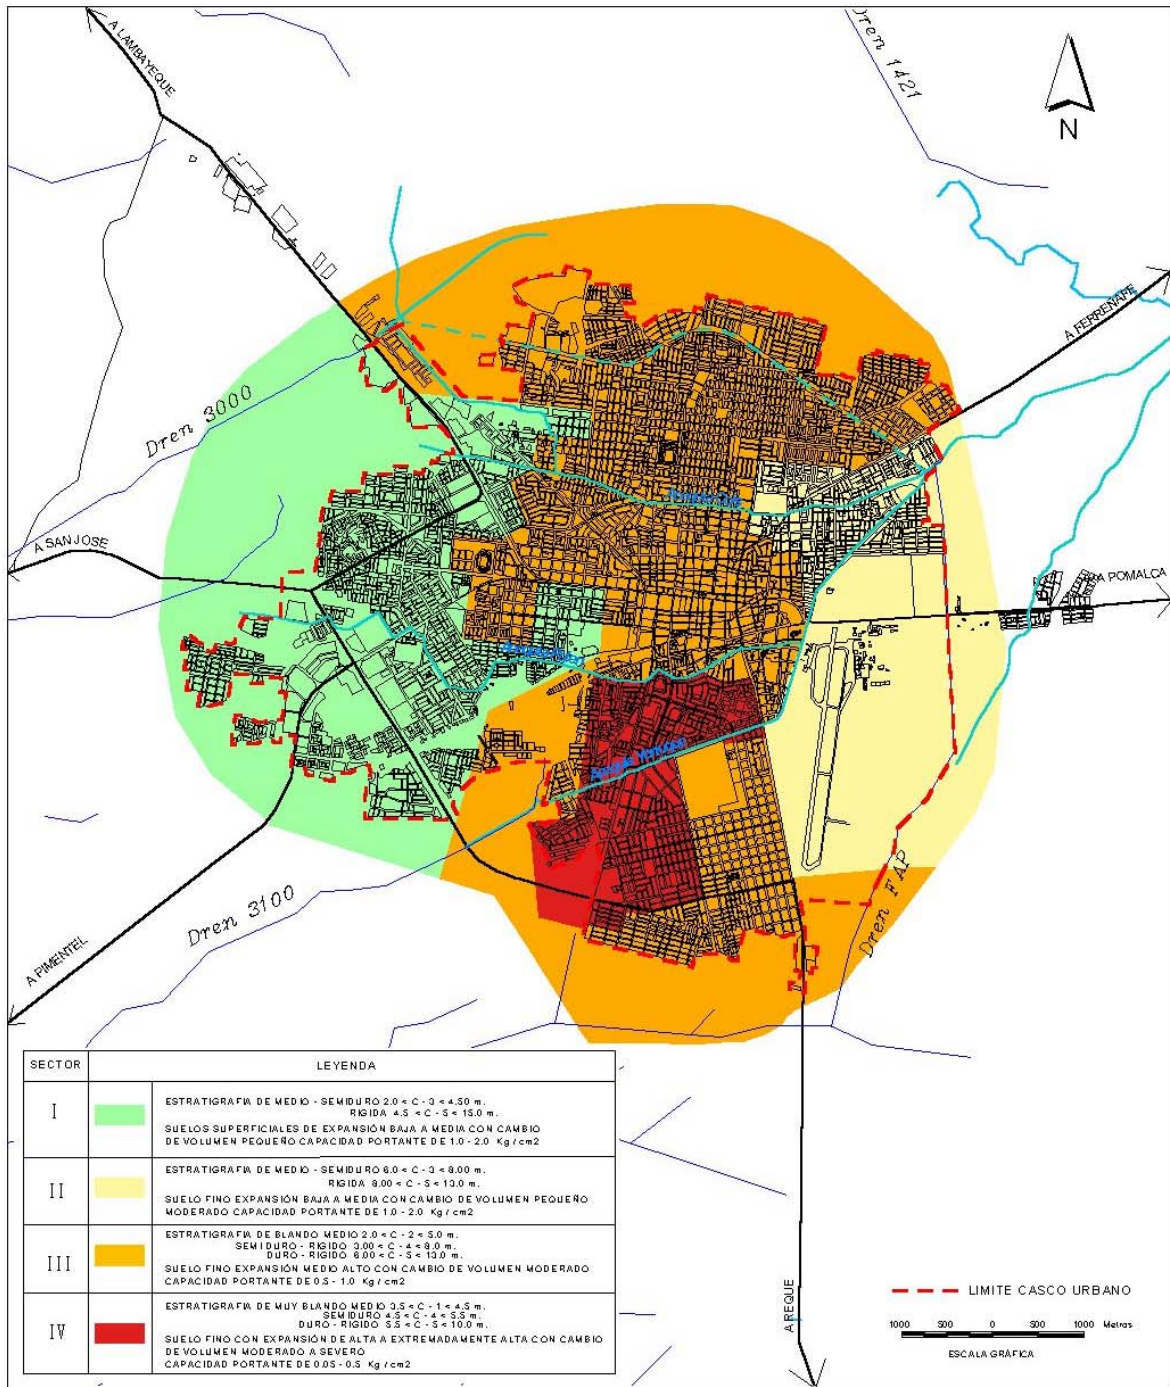 Dren 1421
A LAMBAYEQUE
N
A FERREÑAFE
Dren 3000
A SAN JOSE
A POMALCA
Dren FAP
Dren 3100
A PIMENTEL
SECTOR
LEYENDA
I
ESTRATIGRAFIA DE MEDIO - SEMIDURO 2.0 < C - 3 < 4.50 m.
RIGIDA 4.5 < C - 5 < 15.0 m.
SUELOS SUPERFICIALES DE EXPANSIÓN BAJA A MEDIA CON CAMBIO
DE VOLUMEN PEQUEÑO CAPACIDAD PORTANTE DE 1.0 - 2.0 Kg / cm2
II
ESTRATIGRAFIA DE MEDIO - SEMIDURO 6.0 < C - 3 < 8.00 m.
RIGIDA 8.00 < C - 5 < 13.0 m.
SUELO FINO EXPANSIÓN BAJA A MEDIA CON CAMBIO DE VOLUMEN PEQUEÑO
MODERADO CAPACIDAD PORTANTE DE 1.0 - 2.0 Kg / cm2
III
ESTRATIGRAFIA DE BLANDO MEDIO 2.0 < C - 2 < 5.0 m.
SEMIDURO - RIGIDO 3.00 < C - 4 < 8.0 m.
DURO - RIGIDO 6.00 < C - 5 < 13.0 m.
SUELO FINO EXPANSIÓN MEDIO ALTO CON CAMBIO DE VOLUMEN MODERADO
CAPACIDAD PORTANTE DE 0.5 - 1.0 Kg / cm2
IV
ESTRATIGRAFIA DE MUY BLANDO MEDIO 3.5 < C - 1 < 4.5 m.
SEMIDURO 4.5 < C - 4 < 5.5 m.
DURO - RIGIDO 5.5 < C - 5 < 10.0 m.
SUELO FINO CON EXPANSIÓN DE ALTA A EXTREMADAMENTE ALTA CON CAMBIO
DE VOLUMEN MODERADO A SEVERO
CAPACIDAD PORTANTE DE 0.05 - 0.5 Kg / cm2
A REQUE
LIMITE CASCO URBANO
1000 500 0 500 1000 Metros
ESCALA GRÁFICA